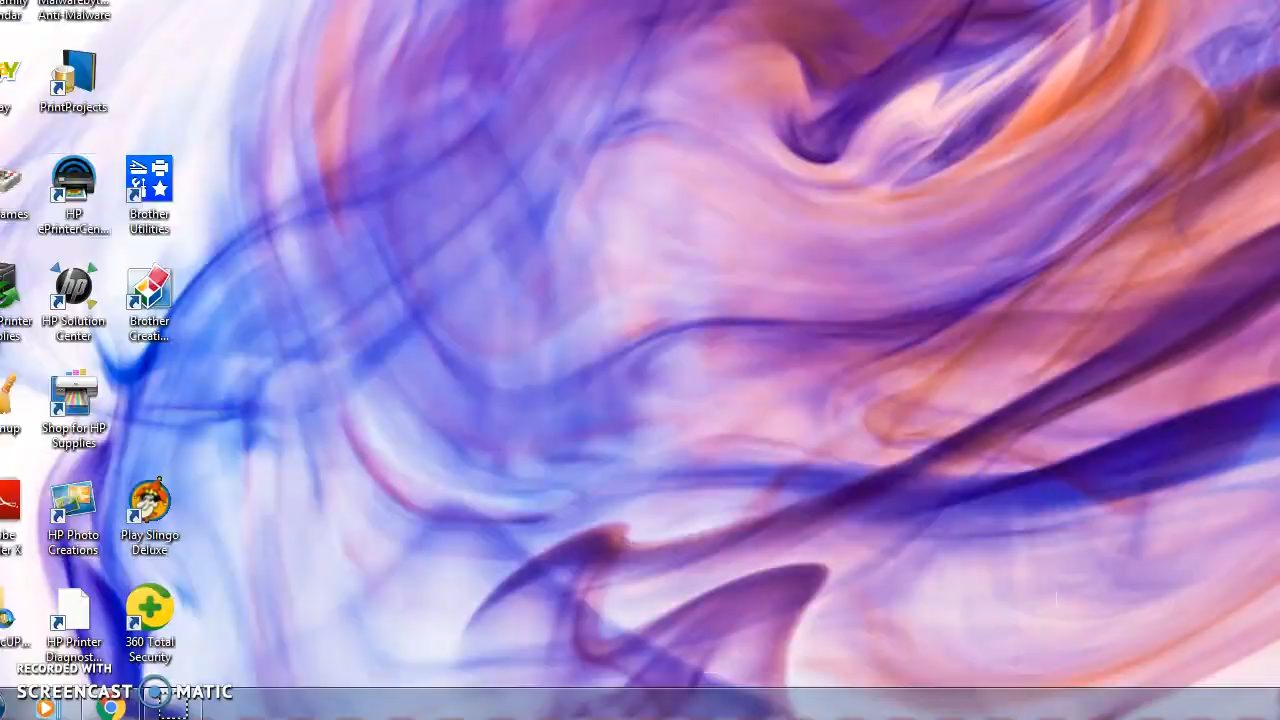 Anti-Malware
PrintProjects
HP
ePrinterCen...
Brother
Utilities
HP Solution
Center
Brother
Creati...
Shop for HP
Supplies
HP Photo
Creations
Play Slingo
Deluxe
HP Printer
Diagnost...
360 Total
Security
RECORDED WITH
SCREENCAST MATIC